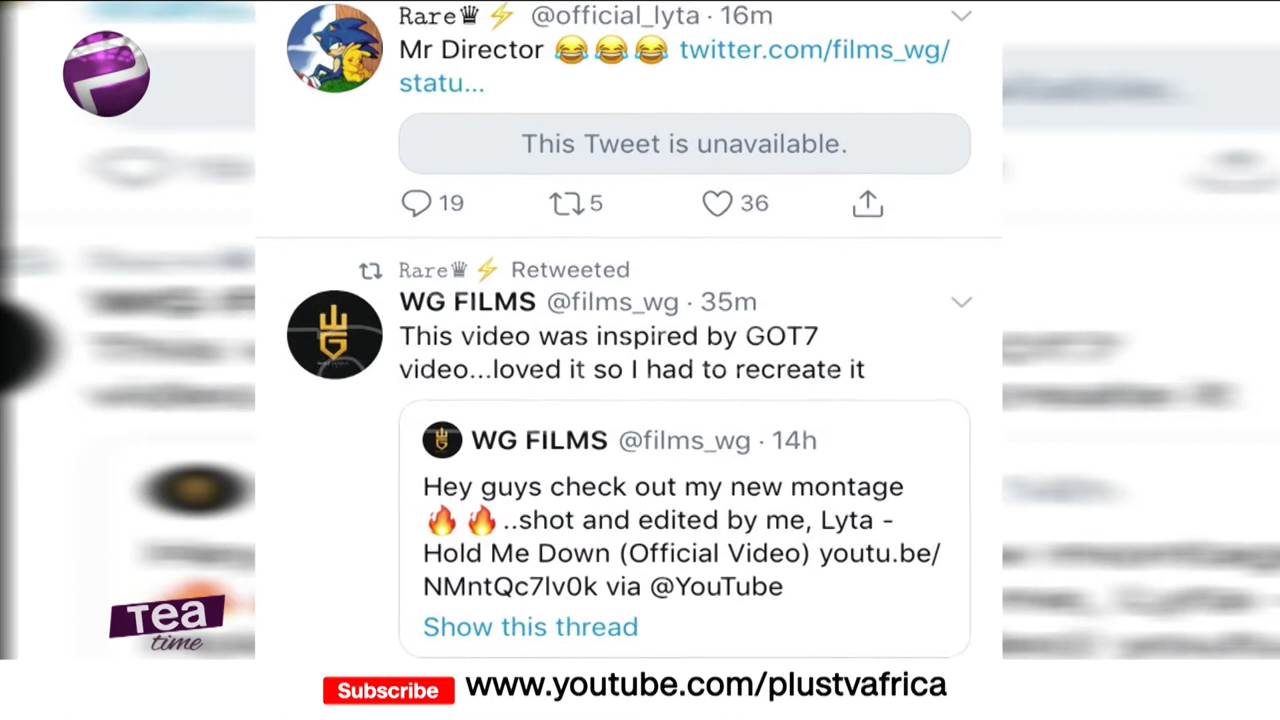 Rare♛ ⚡ @official_lyta · 16m
Mr Director 😂😂😂 twitter.com/films_wg/
statu...
This Tweet is unavailable.
19 5 36
Rare♛ ⚡ Retweeted
WG FILMS @films_wg · 35m
This video was inspired by GOT7
video...loved it so I had to recreate it
WG FILMS @films_wg · 14h
Hey guys check out my new montage
🔥 🔥 ..shot and edited by me, Lyta -
Hold Me Down (Official Video) youtu.be/
NMntQc7lv0k via @YouTube
Show this thread
Tea
time
Subscribe www.youtube.com/plustvafrica